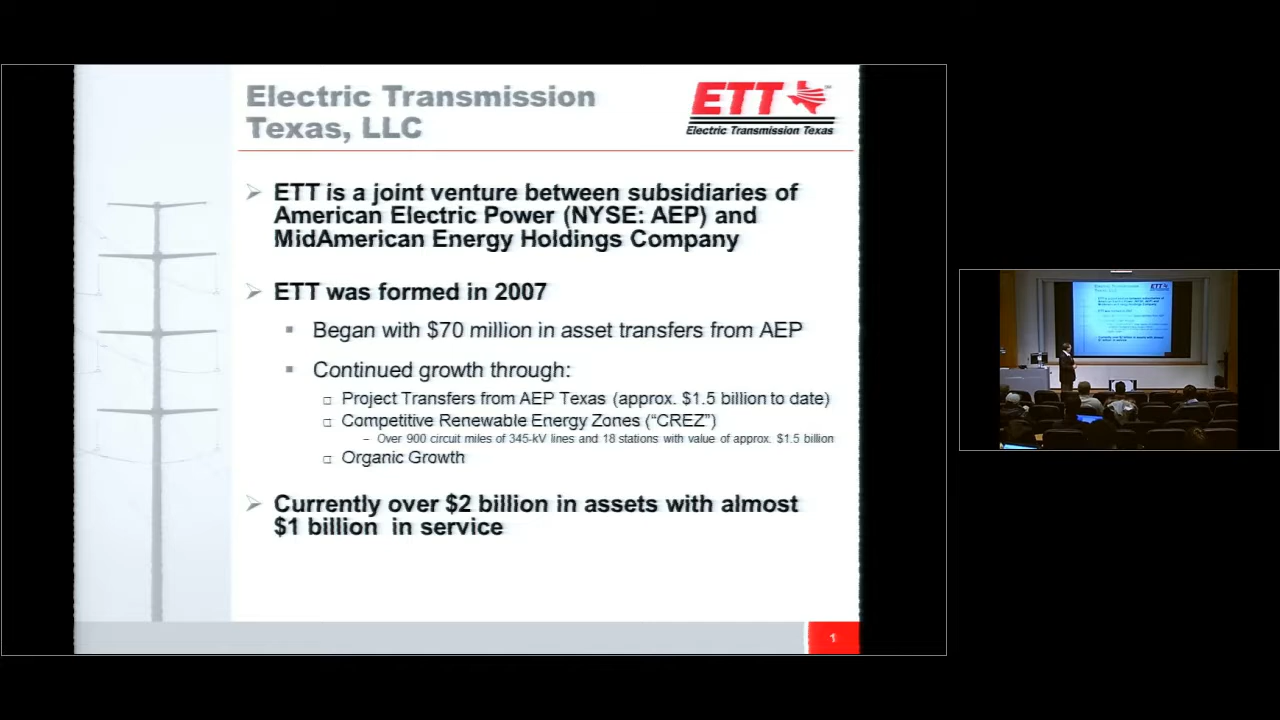 Electric Transmission
Texas, LLC
ETT
Electric Transmission Texas
ETT is a joint venture between subsidiaries of
American Electric Power (NYSE: AEP) and
MidAmerican Energy Holdings Company
ETT was formed in 2007
Began with $70 million in asset transfers from AEP
Continued growth through:
Project Transfers from AEP Texas (approx. $1.5 billion to date)
Competitive Renewable Energy Zones (“CREZ”)
– Over 900 circuit miles of 345-kV lines and 18 stations with value of approx. $1.5 billion
Organic Growth
Currently over $2 billion in assets with almost
$1 billion in service
1